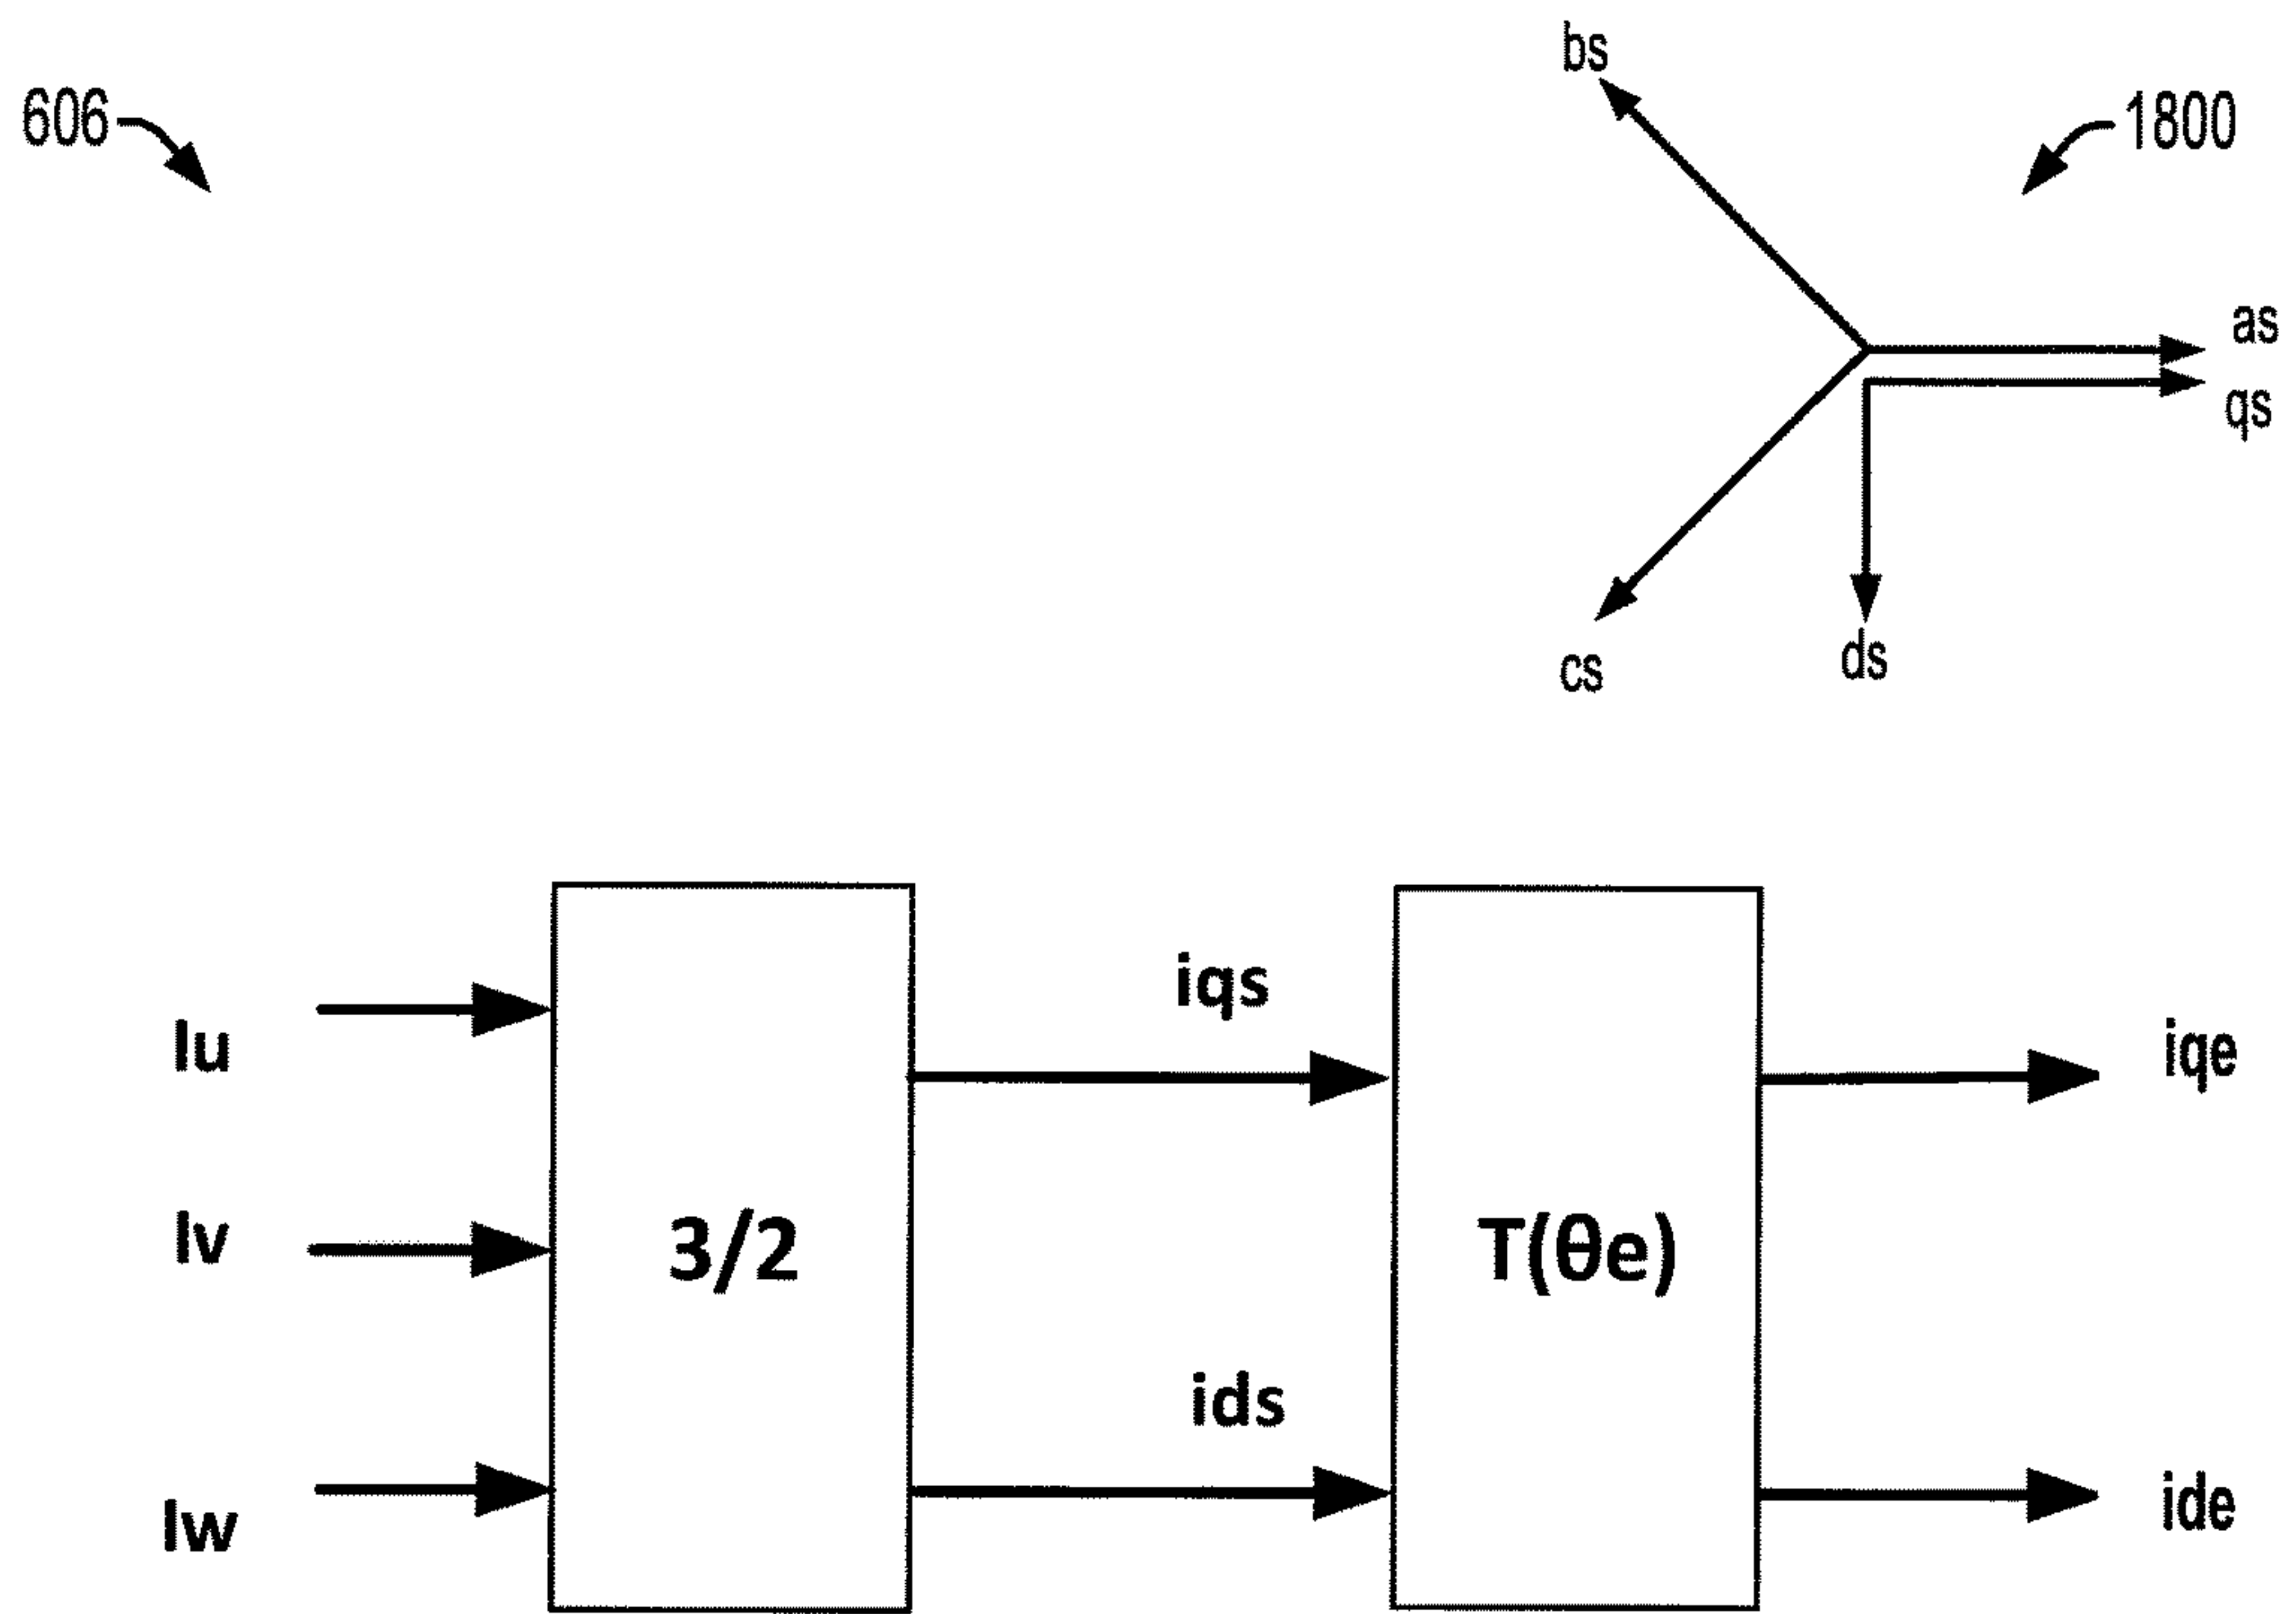 bs
606
1800
as
qs
cs
ds
iqs
Iu
iqe
Iv
3/2
T(θe)
ids
Iw
ide